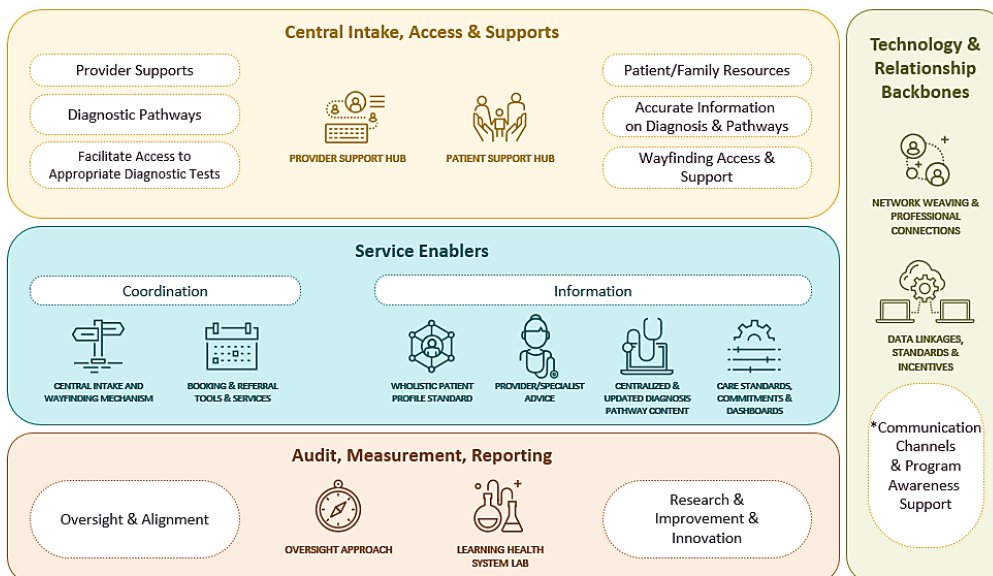 Central Intake, Access & Supports
Provider Supports
Diagnostic Pathways
Facilitate Access to
Appropriate Diagnostic Tests
PROVIDER SUPPORT HUB
PATIENT SUPPORT HUB
Patient/Family Resources
Accurate Information
on Diagnosis & Pathways
Wayfinding Access &
Support
Service Enablers
Coordination
CENTRAL INTAKE AND
WAYFINDING MECHANISM
BOOKING & REFERRAL
TOOLS & SERVICES
Information
WHOLISTIC PATIENT
PROFILE STANDARD
PROVIDER/SPECIALIST
ADVICE
CENTRALIZED &
UPDATED DIAGNOSIS
PATHWAY CONTENT
CARE STANDARDS,
COMMITMENTS &
DASHBOARDS
Audit, Measurement, Reporting
Oversight & Alignment
OVERSIGHT APPROACH
LEARNING HEALTH
SYSTEM LAB
Research &
Improvement &
Innovation
Technology &
Relationship
Backbones
NETWORK WEAVING &
PROFESSIONAL
CONNECTIONS
DATA LINKAGES,
STANDARDS &
INCENTIVES
*Communication
Channels
& Program
Awareness
Support